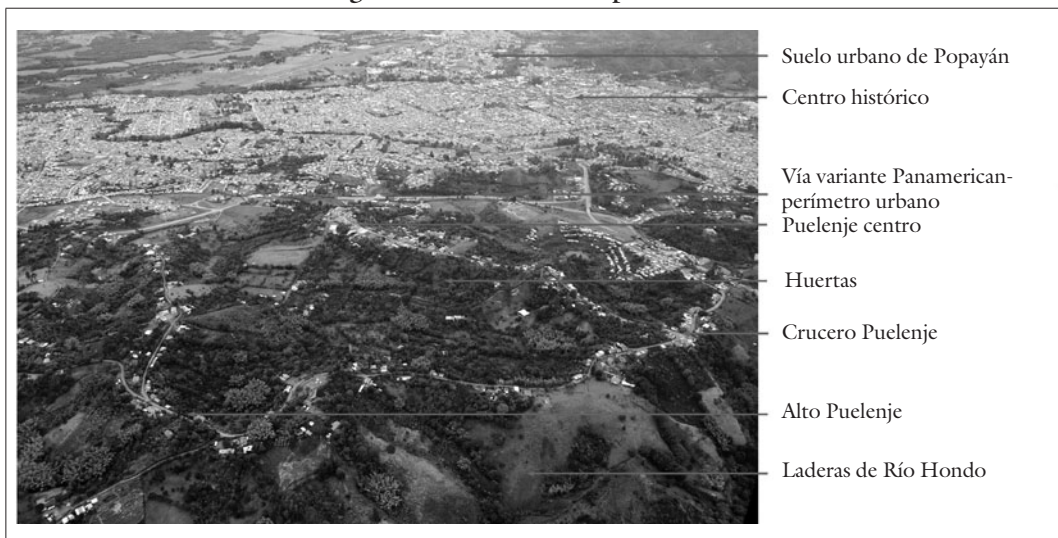 Suelo urbano de Popayán
Centro histórico
Vía variante Panamerican-
perímetro urbano
Puelenje centro
Huertas
Crucero Puelenje
Alto Puelenje
Laderas de Río Hondo